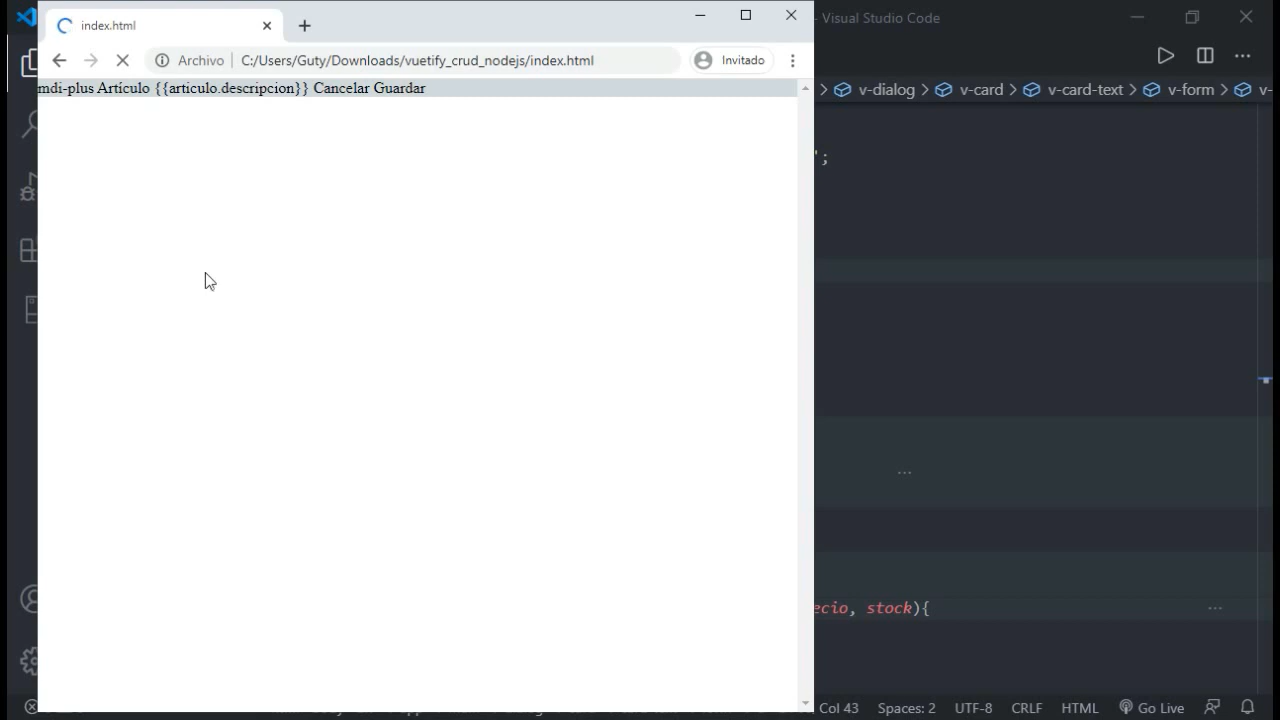 index.html
- Visual Studio Code
Archivo
C:/Users/Guty/Downloads/vuetify_crud_nodejs/index.html
Invitado
mdi-plus Artículo {{articulo.descripcion}} Cancelar Guardar
v-dialog > v-card > v-card-text > v-form > v-
';
...
ecio, stock){
...
Col 43
Spaces: 2
UTF-8
CRLF
HTML
Go Live